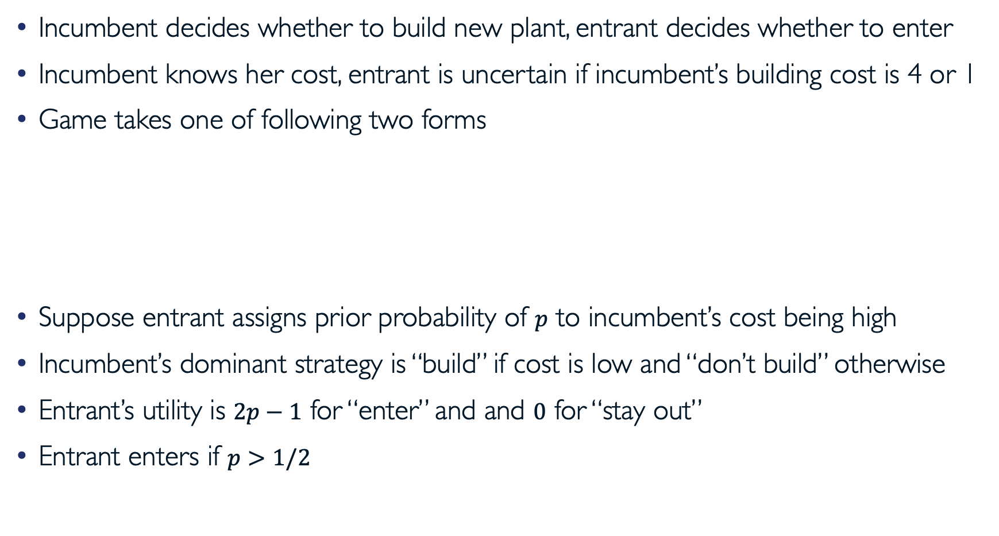 • Incumbent decides whether to build new plant, entrant decides whether to enter
• Incumbent knows her cost, entrant is uncertain if incumbent’s building cost is 4 or 1
• Game takes one of following two forms
• Suppose entrant assigns prior probability of p to incumbent’s cost being high
• Incumbent’s dominant strategy is “build” if cost is low and “don’t build” otherwise
• Entrant’s utility is 2p − 1 for “enter” and and 0 for “stay out”
• Entrant enters if p > 1/2